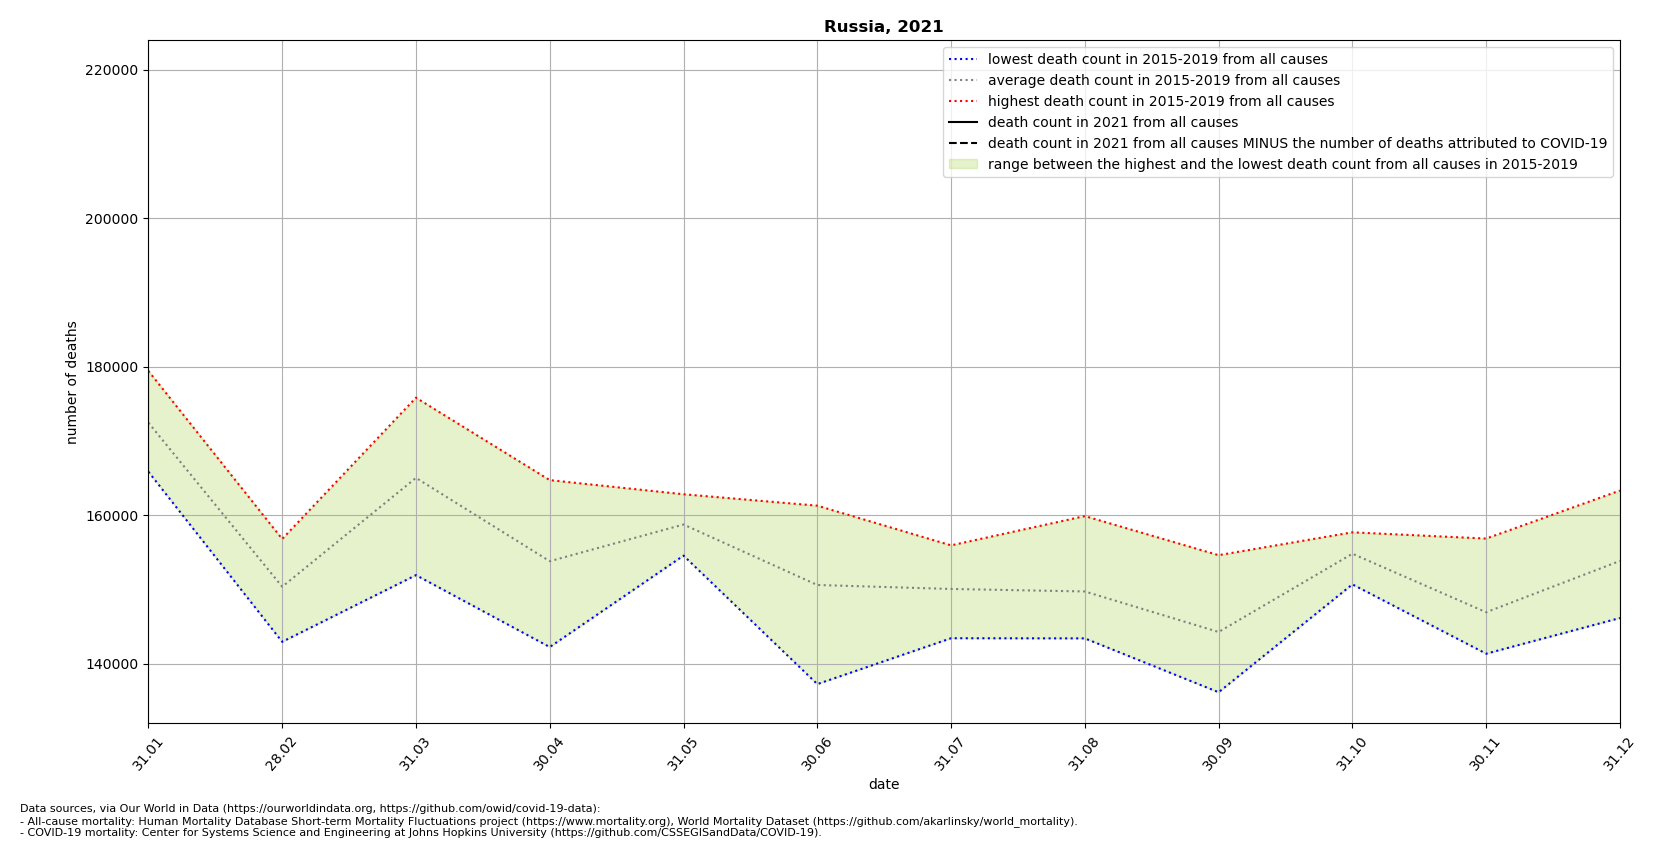 Russia, 2021
lowest death count in 2015-2019 from all causes
average death count in 2015-2019 from all causes
highest death count in 2015-2019 from all causes
death count in 2021 from all causes
death count in 2021 from all causes MINUS the number of deaths attributed to COVID-19
range between the highest and the lowest death count from all causes in 2015-2019
220000
200000
180000
160000
140000
number of deaths
31.01
28.02
31.03
30.04
31.05
30.06
31.07
31.08
30.09
31.10
30.11
31.12
date
Data sources, via Our World in Data (https://ourworldindata.org, https://github.com/owid/covid-19-data):
- All-cause mortality: Human Mortality Database Short-term Mortality Fluctuations project (https://www.mortality.org), World Mortality Dataset (https://github.com/akarlinsky/world_mortality).
- COVID-19 mortality: Center for Systems Science and Engineering at Johns Hopkins University (https://github.com/CSSEGISandData/COVID-19).